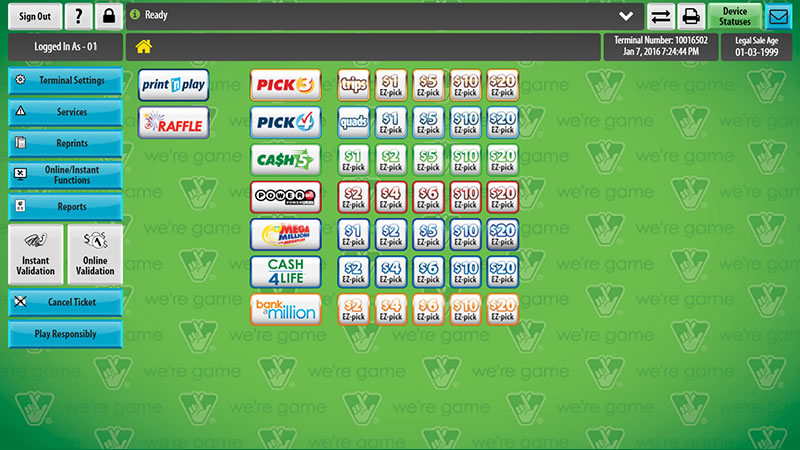 Sign Out
?
Ready
Device
Statuses
Logged In As - 01
Terminal Number: 10016502
Jan 7, 2016 7:24:44 PM
Legal Sale Age
01-03-1999
Terminal Settings
Services
Reprints
Online/Instant
Functions
Reports
Instant
Validation
Online
Validation
Cancel Ticket
Play Responsibly
print 'n play
RAFFLE
PICK 3
trips
$1 EZ-pick
$5 EZ-pick
$10 EZ-pick
$20 EZ-pick
PICK 4
quads
$1 EZ-pick
$5 EZ-pick
$10 EZ-pick
$20 EZ-pick
CA$H 5
$1 EZ-pick
$2 EZ-pick
$5 EZ-pick
$10 EZ-pick
$20 EZ-pick
POWERBALL
POWER PLAY
$2 EZ-pick
$4 EZ-pick
$6 EZ-pick
$10 EZ-pick
$20 EZ-pick
MEGA
MILLIONS
$1 EZ-pick
$2 EZ-pick
$5 EZ-pick
$10 EZ-pick
$20 EZ-pick
CASH
4LIFE
$2 EZ-pick
$4 EZ-pick
$6 EZ-pick
$10 EZ-pick
$20 EZ-pick
bank
a million
$2 EZ-pick
$4 EZ-pick
$6 EZ-pick
$10 EZ-pick
$20 EZ-pick
we're game